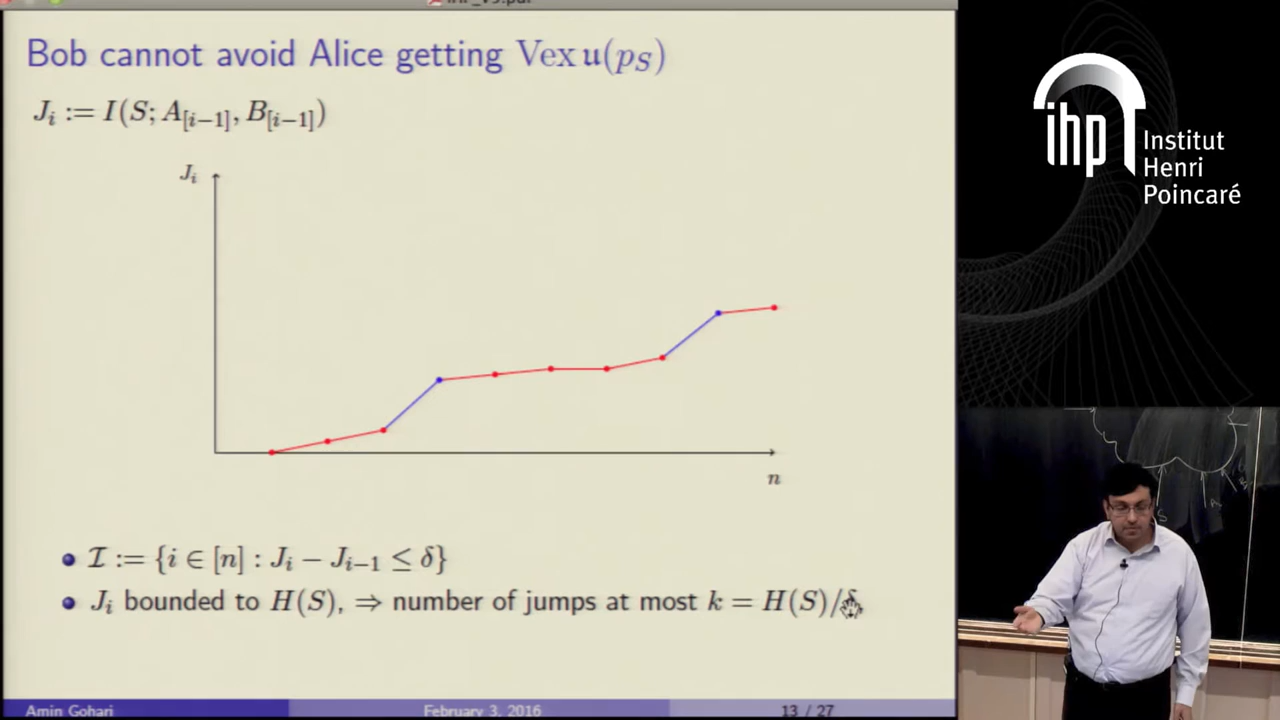 Bob cannot avoid Alice getting Vex 𝔲(p_S)
J_i := I(S; A_{[i−1]}, B_{[i−1]})
J_i
n
• ℐ := {i ∈ [n] : J_i − J_{i−1} ≤ δ}
• J_i bounded to H(S), ⇒ number of jumps at most k = H(S)/δ
Amin Gohari
February 3, 2016
13 / 27
ihp
Institut
Henri
Poincaré